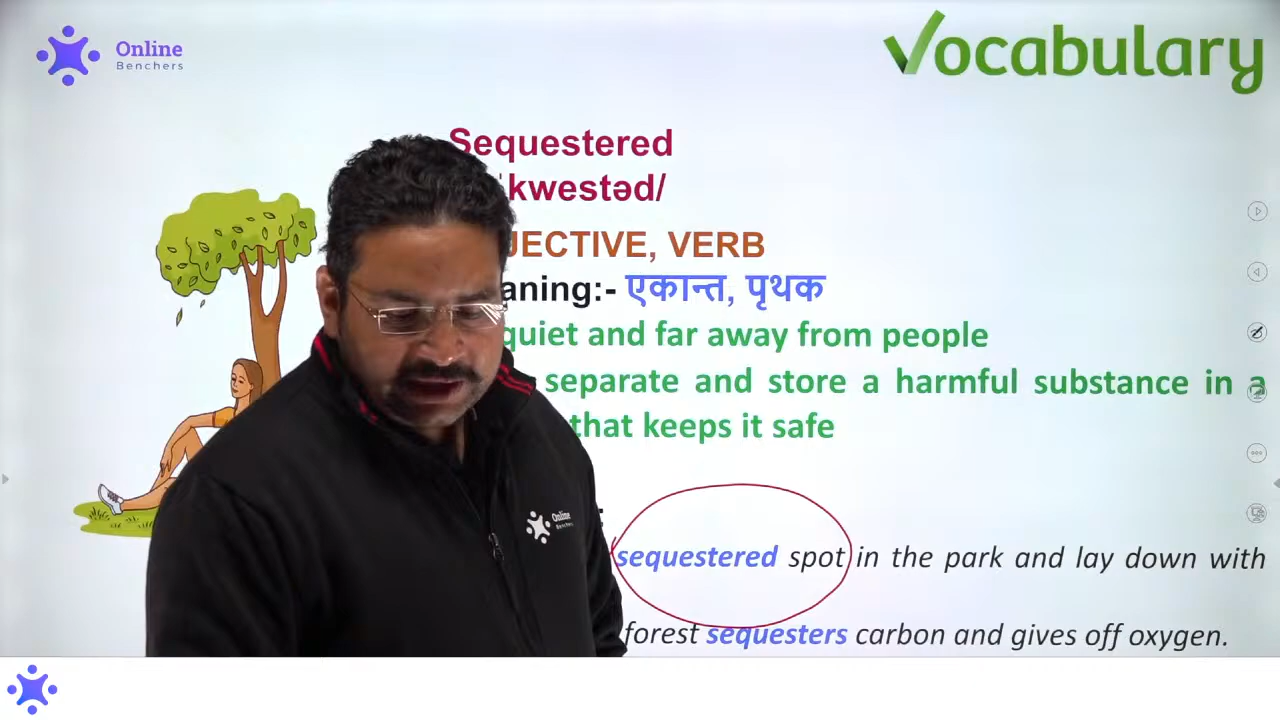 Online
Benchers
Vocabulary
Sequestered
ˈkwestəd/
JECTIVE, VERB
aning:- एकान्त, पृथक
quiet and far away from people
separate and store a harmful substance in a
that keeps it safe
Online
Benchers
:
sequestered spot in the park and lay down with
forest sequesters carbon and gives off oxygen.